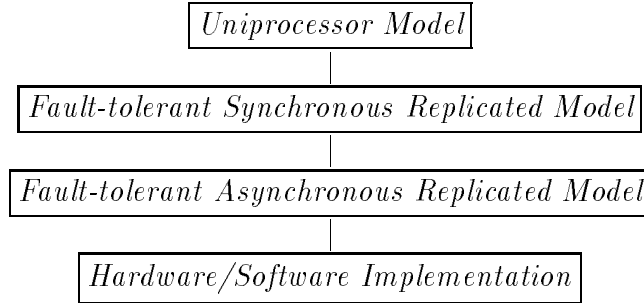 Uniprocessor Model
Fault-tolerant Synchronous Replicated Model
Fault-tolerant Asynchronous Replicated Model
Hardware/Software Implementation